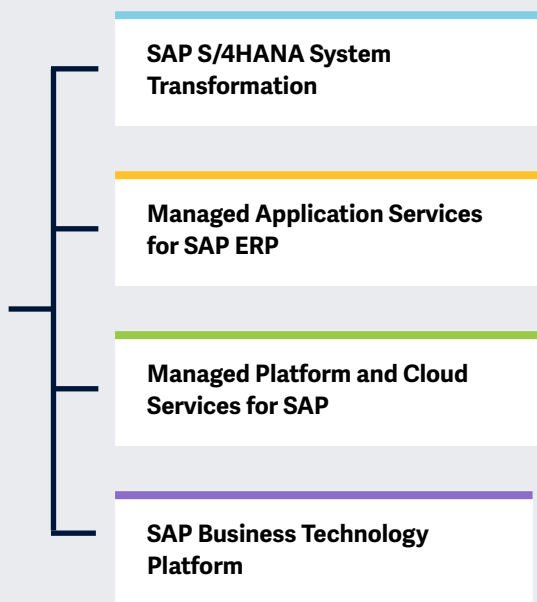 SAP S/4HANA System
Transformation
Managed Application Services
for SAP ERP
Managed Platform and Cloud
Services for SAP
SAP Business Technology
Platform